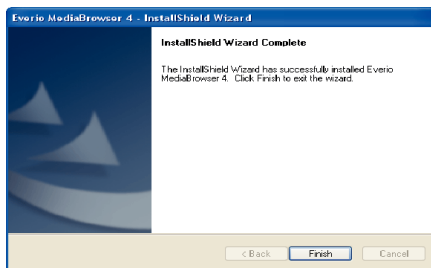 Everio MediaBrowser 4 - InstallShield Wizard
InstallShield Wizard Complete
The InstallShield Wizard has successfully installed Everio
MediaBrowser 4. Click Finish to exit the wizard.
< Back Finish Cancel